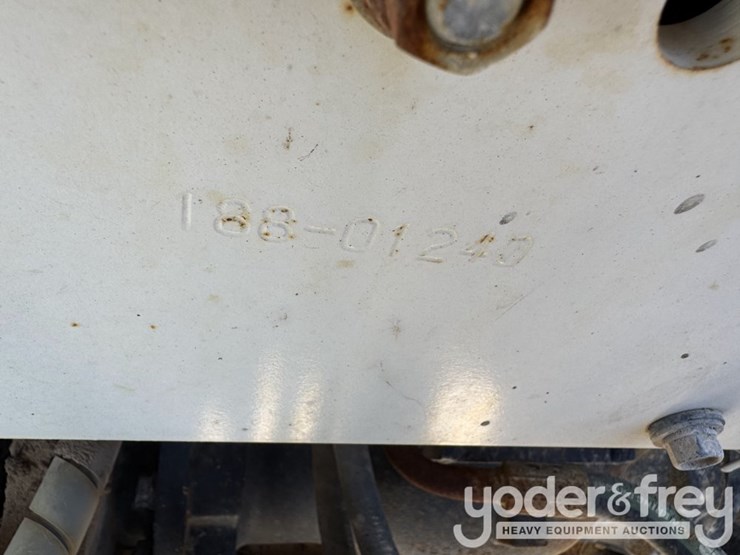 188-01240
yoder&frey
HEAVY EQUIPMENT AUCTIONS